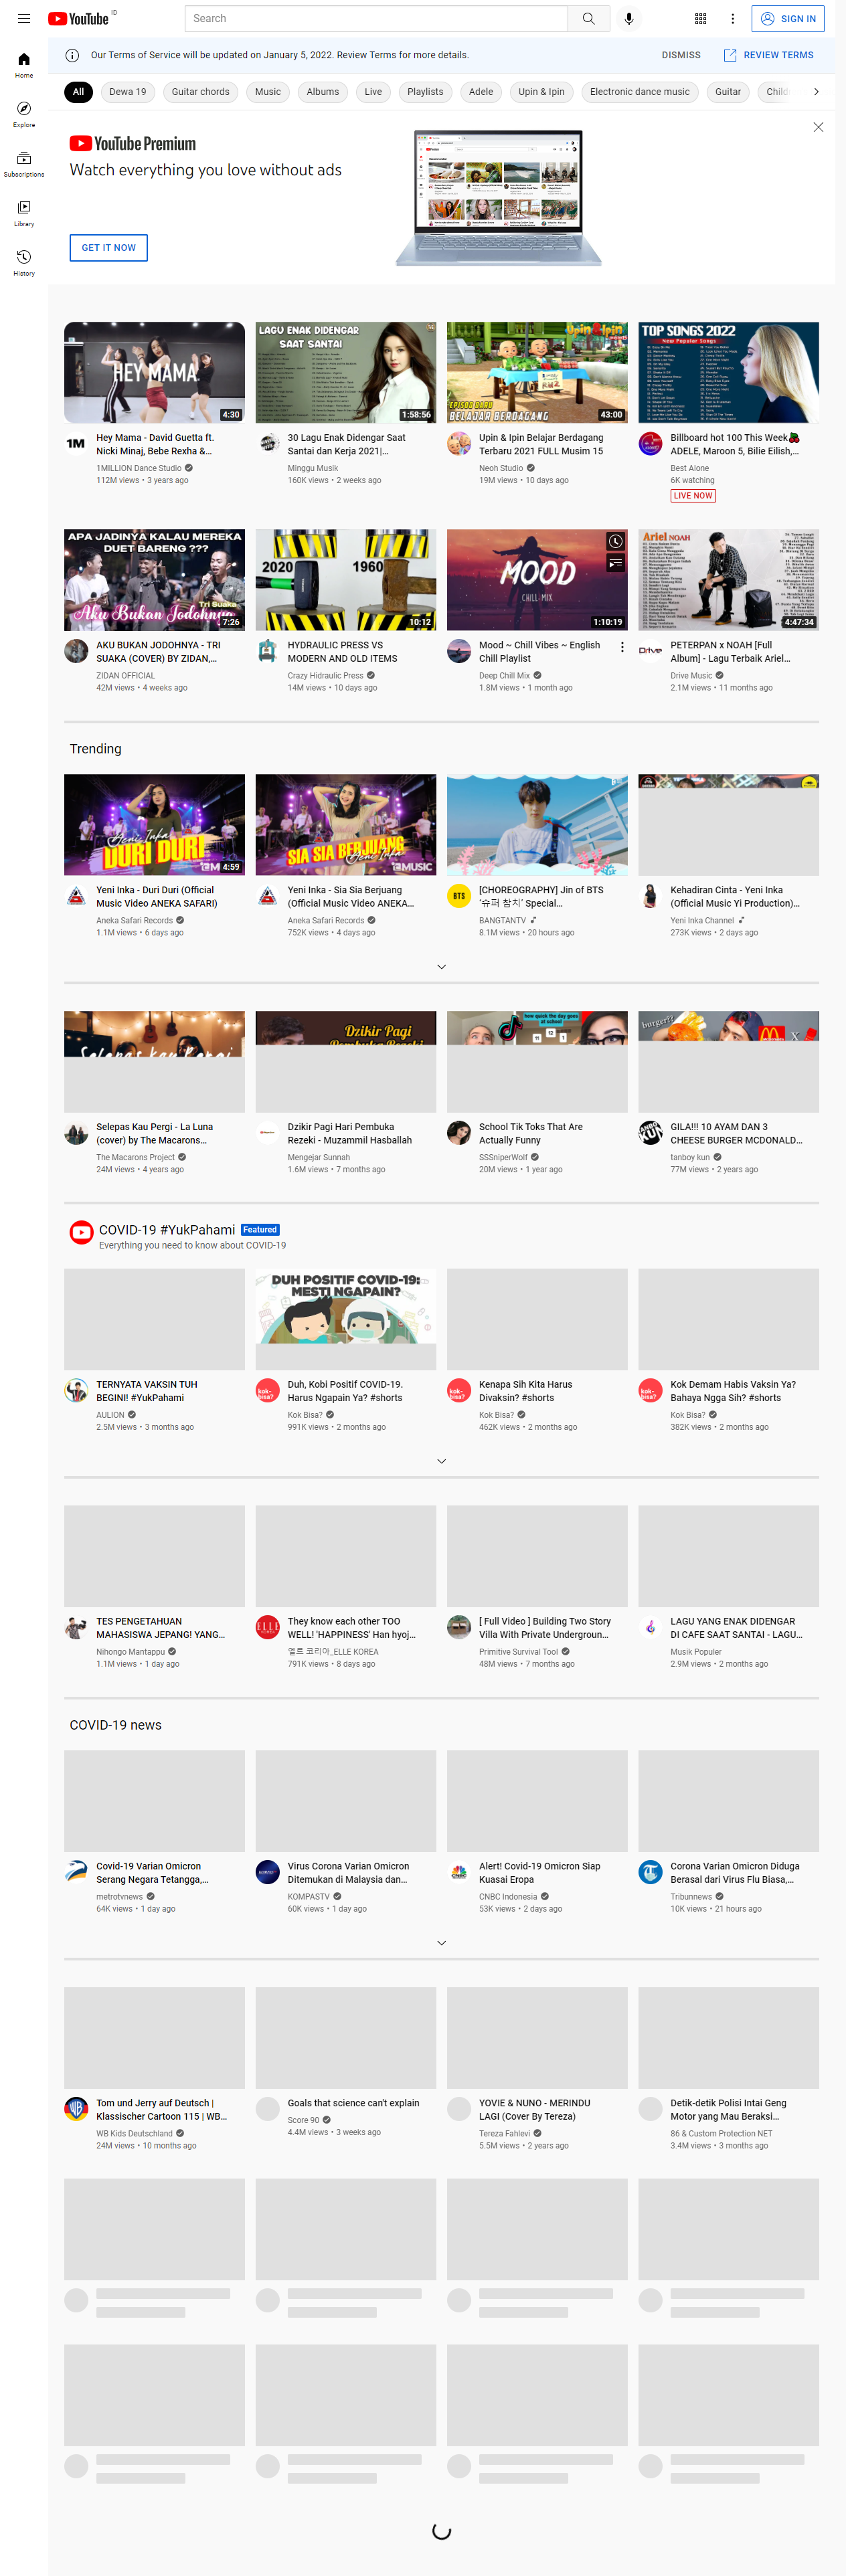 YouTube ID
Search
SIGN IN
Home
Explore
Subscriptions
Library
History
Our Terms of Service will be updated on January 5, 2022. Review Terms for more details.
DISMISS
REVIEW TERMS
All
Dewa 19
Guitar chords
Music
Albums
Live
Playlists
Adele
Upin & Ipin
Electronic dance music
Guitar
YouTube Premium
Watch everything you love without ads
GET IT NOW
HEY MAMA
4:30
LAGU ENAK DIDENGAR
SAAT SANTAI
1:58:56
Upin&Ipin
EPISOD BARU
BELAJAR BERDAGANG
43:00
TOP SONGS 2022
New Popular Songs
1M
Hey Mama - David Guetta ft.
Nicki Minaj, Bebe Rexha &...
1MILLION Dance Studio
112M views • 3 years ago
30 Lagu Enak Didengar Saat
Santai dan Kerja 2021|...
Minggu Musik
160K views • 2 weeks ago
Upin & Ipin Belajar Berdagang
Terbaru 2021 FULL Musim 15
Neoh Studio
19M views • 10 days ago
Billboard hot 100 This Week
ADELE, Maroon 5, Bilie Eilish,...
Best Alone
6K watching
LIVE NOW
APA JADINYA KALAU MEREKA
DUET BARENG ???
Tri Suaka
Aku Bukan Jodohnya
7:26
2020
1960
10:12
MOOD
CHILL-MIX
1:10:19
Ariel NOAH
4:47:34
AKU BUKAN JODOHNYA - TRI
SUAKA (COVER) BY ZIDAN,...
ZIDAN OFFICIAL
42M views • 4 weeks ago
HYDRAULIC PRESS VS
MODERN AND OLD ITEMS
Crazy Hidraulic Press
14M views • 10 days ago
Mood ~ Chill Vibes ~ English
Chill Playlist
Deep Chill Mix
1.8M views • 1 month ago
Drive
PETERPAN x NOAH [Full
Album] - Lagu Terbaik Ariel...
Drive Music
2.1M views • 11 months ago
Trending
Yeni Inka
DURI DURI
4:59
SIA SIA BERJUANG
Yeni Inka
MUSIC
Yeni Inka - Duri Duri (Official
Music Video ANEKA SAFARI)
Aneka Safari Records
1.1M views • 6 days ago
Yeni Inka - Sia Sia Berjuang
(Official Music Video ANEKA...
Aneka Safari Records
752K views • 4 days ago
BTS
[CHOREOGRAPHY] Jin of BTS
'슈퍼 참치' Special...
BANGTANTV
8.1M views • 20 hours ago
Kehadiran Cinta - Yeni Inka
(Official Music Yi Production)...
Yeni Inka Channel
273K views • 2 days ago
Selepas kau Pergi
Dzikir Pagi
Pembuka Rezeki
how quick the day goes
at school
12
11
1
burger??
X
Selepas Kau Pergi - La Luna
(cover) by The Macarons...
The Macarons Project
24M views • 4 years ago
Dzikir Pagi Hari Pembuka
Rezeki - Muzammil Hasballah
Mengejar Sunnah
1.6M views • 7 months ago
School Tik Toks That Are
Actually Funny
SSSniperWolf
20M views • 1 year ago
GILA!!! 10 AYAM DAN 3
CHEESE BURGER MCDONALD...
tanboy kun
77M views • 2 years ago
COVID-19 #YukPahami
Featured
Everything you need to know about COVID-19
DUH POSITIF COVID-19:
MESTI NGAPAIN?
TERNYATA VAKSIN TUH
BEGINI! #YukPahami
AULION
2.5M views • 3 months ago
kok-
bisa?
Duh, Kobi Positif COVID-19.
Harus Ngapain Ya? #shorts
Kok Bisa?
991K views • 2 months ago
kok-
bisa?
Kenapa Sih Kita Harus
Divaksin? #shorts
Kok Bisa?
462K views • 2 months ago
kok-
bisa?
Kok Demam Habis Vaksin Ya?
Bahaya Ngga Sih? #shorts
Kok Bisa?
382K views • 2 months ago
TES PENGETAHUAN
MAHASISWA JEPANG! YANG...
Nihongo Mantappu
1.1M views • 1 day ago
ELLE
They know each other TOO
WELL! 'HAPPINESS' Han hyoj...
엘르 코리아_ELLE KOREA
791K views • 8 days ago
[ Full Video ] Building Two Story
Villa With Private Undergroun...
Primitive Survival Tool
48M views • 7 months ago
LAGU YANG ENAK DIDENGAR
DI CAFE SAAT SANTAI - LAGU...
Musik Populer
2.9M views • 2 months ago
COVID-19 news
Covid-19 Varian Omicron
Serang Negara Tetangga,...
metrotvnews
64K views • 1 day ago
Virus Corona Varian Omicron
Ditemukan di Malaysia dan...
KOMPASTV
60K views • 1 day ago
CNBC
Alert! Covid-19 Omicron Siap
Kuasai Eropa
CNBC Indonesia
53K views • 2 days ago
Corona Varian Omicron Diduga
Berasal dari Virus Flu Biasa,...
Tribunnews
10K views • 21 hours ago
WB
Tom und Jerry auf Deutsch |
Klassischer Cartoon 115 | WB...
WB Kids Deutschland
24M views • 10 months ago
Goals that science can't explain
Score 90
4.4M views • 3 weeks ago
YOVIE & NUNO - MERINDU
LAGI (Cover By Tereza)
Tereza Fahlevi
5.5M views • 2 years ago
Detik-detik Polisi Intai Geng
Motor yang Mau Beraksi...
86 & Custom Protection NET
3.4M views • 3 months ago